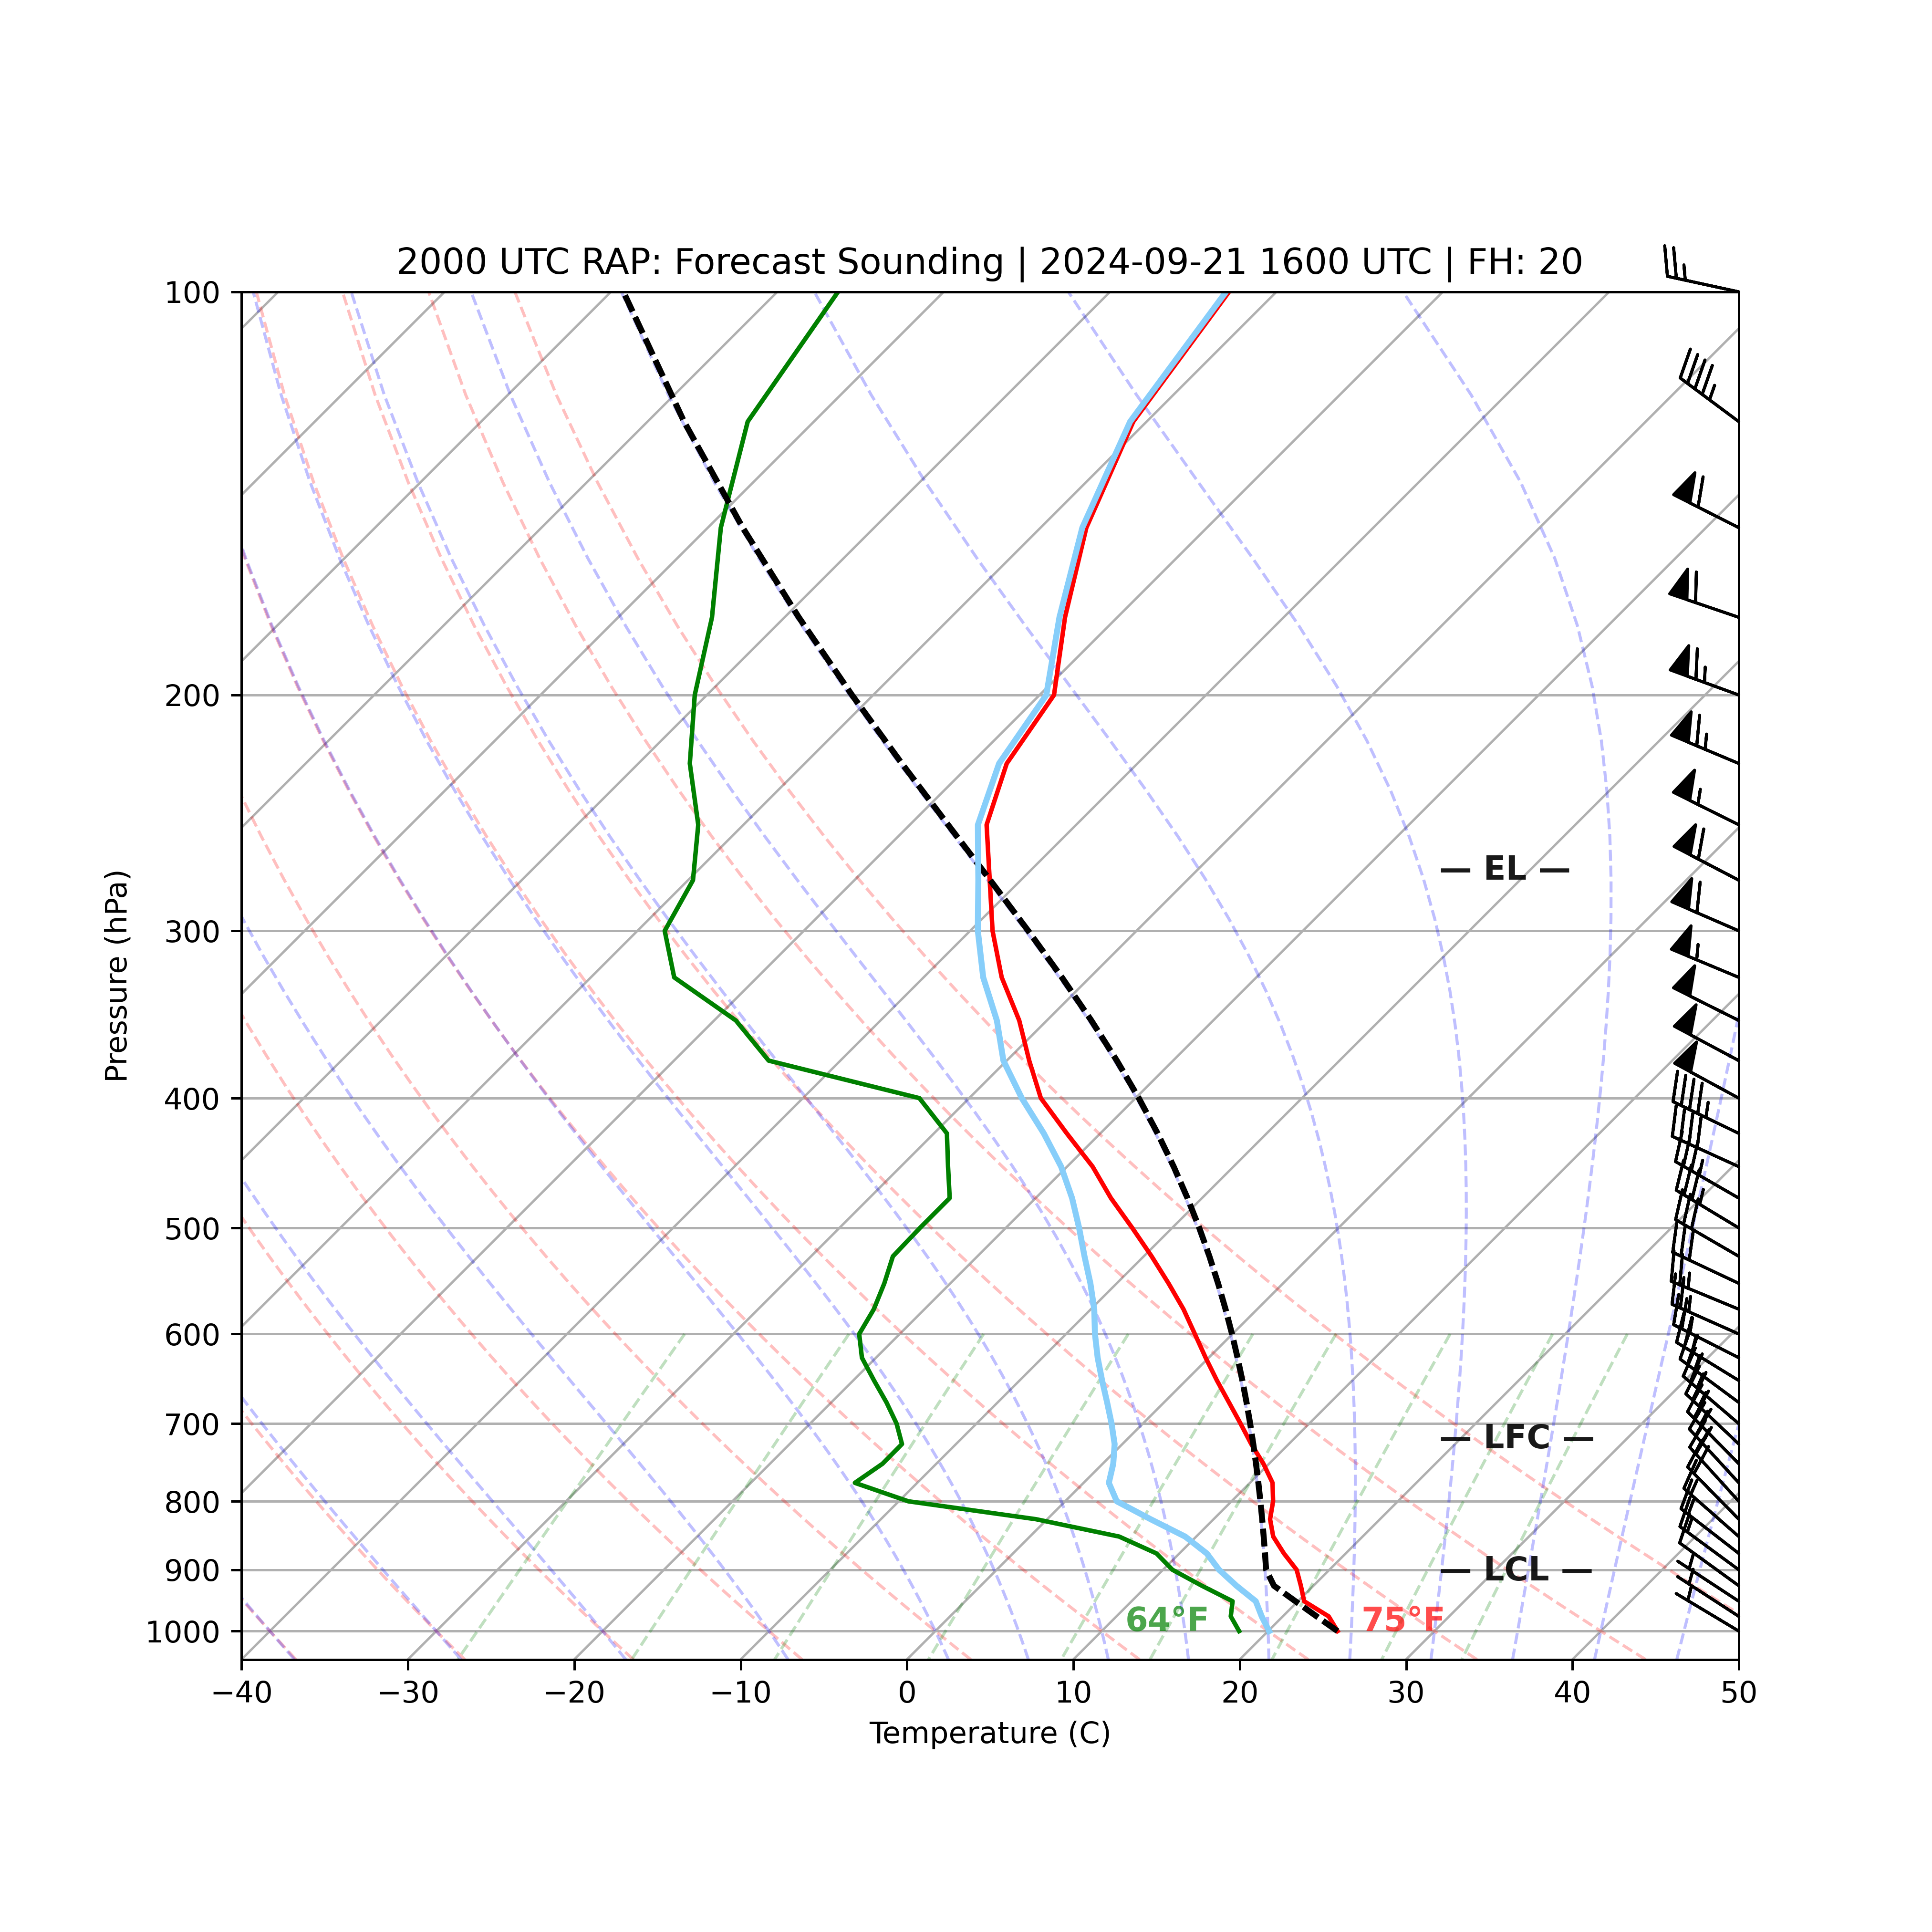 2000 UTC RAP: Forecast Sounding | 2024-09-21 1600 UTC | FH: 20
100
200
— EL —
300
Pressure (hPa)
400
500
600
700
— LFC —
800
900
— LCL —
64°F 75°F
1000
−40 −30 −20 −10 0 10 20 30 40 50
Temperature (C)